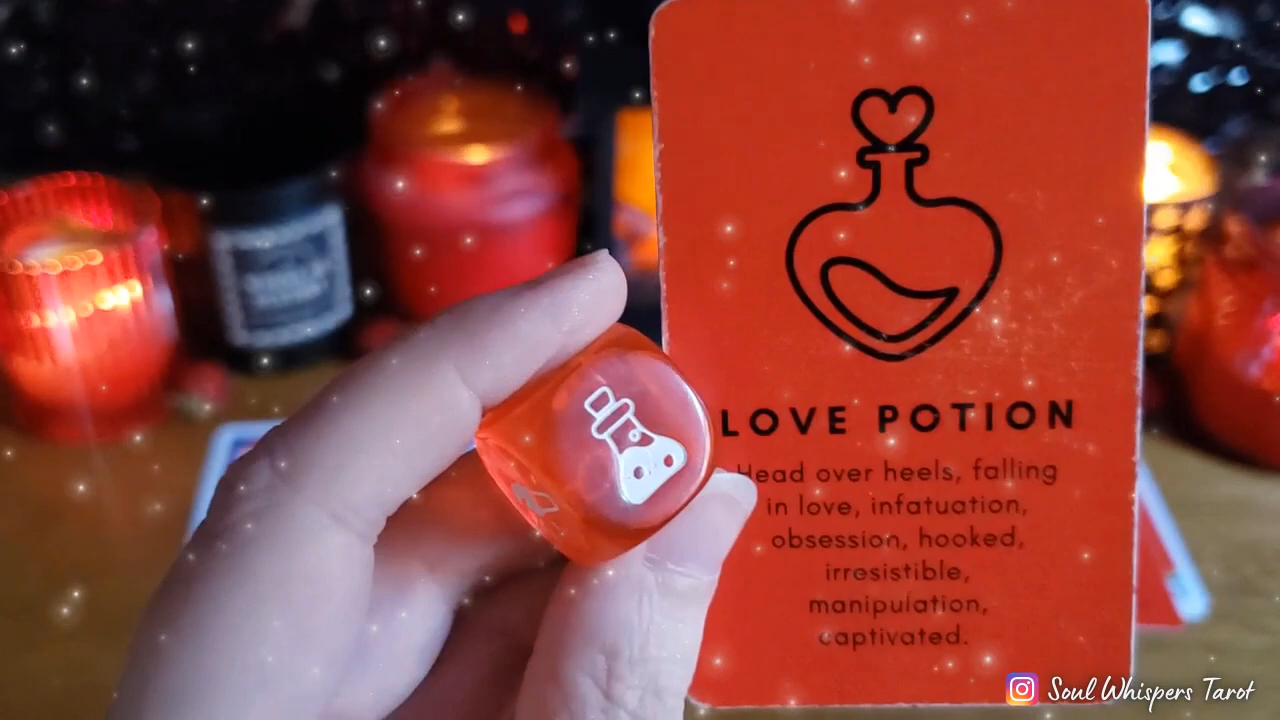 LOVE POTION
Head over heels, falling
in love, infatuation,
obsession, hooked,
irresistible,
manipulation,
captivated.
Soul Whispers Tarot